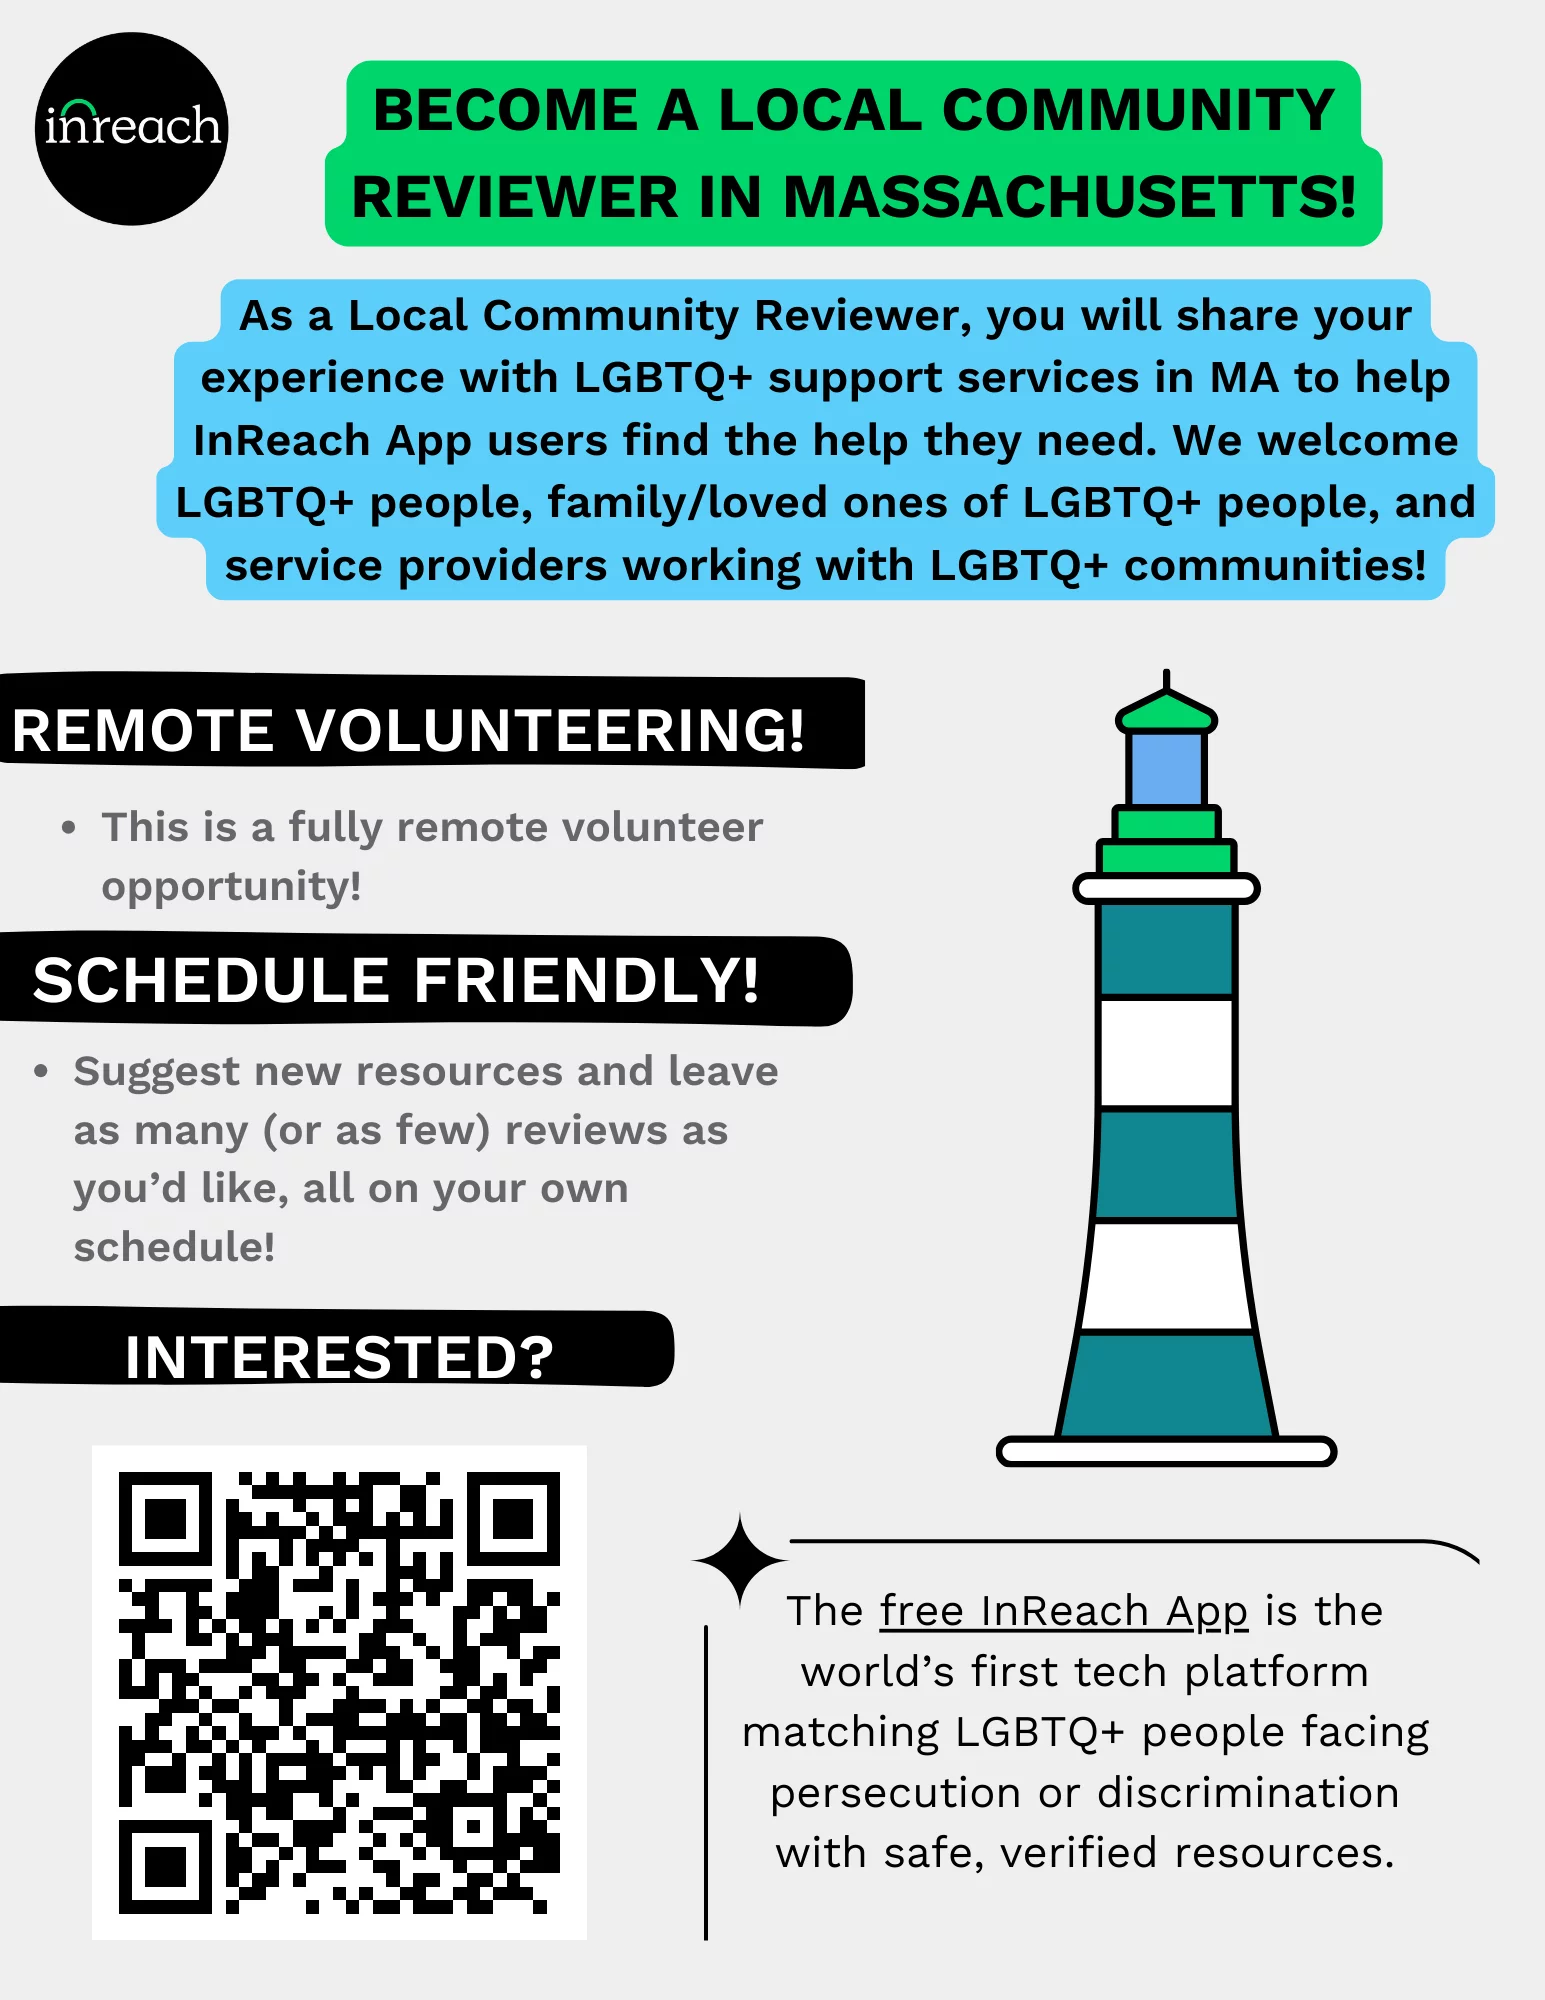 inreach
BECOME A LOCAL COMMUNITY
REVIEWER IN MASSACHUSETTS!
As a Local Community Reviewer, you will share your
experience with LGBTQ+ support services in MA to help
InReach App users find the help they need. We welcome
LGBTQ+ people, family/loved ones of LGBTQ+ people, and
service providers working with LGBTQ+ communities!
REMOTE VOLUNTEERING!
• This is a fully remote volunteer
opportunity!
SCHEDULE FRIENDLY!
• Suggest new resources and leave
as many (or as few) reviews as
you’d like, all on your own
schedule!
INTERESTED?
The free InReach App is the
world’s first tech platform
matching LGBTQ+ people facing
persecution or discrimination
with safe, verified resources.